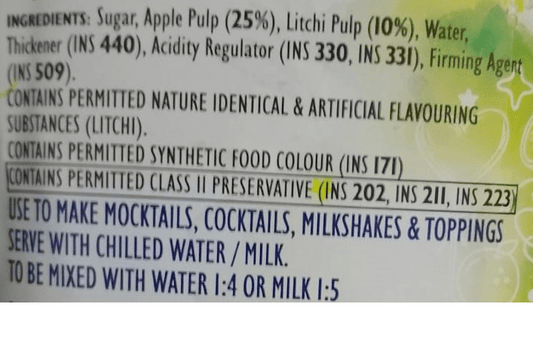 INGREDIENTS: Sugar, Apple Pulp (25%), Litchi Pulp (10%), Water,
Thickener (INS 440), Acidity Regulator (INS 330, INS 331), Firming Agent
(INS 509).
CONTAINS PERMITTED NATURE IDENTICAL & ARTIFICIAL FLAVOURING
SUBSTANCES (LITCHI).
CONTAINS PERMITTED SYNTHETIC FOOD COLOUR (INS 171)
CONTAINS PERMITTED CLASS II PRESERVATIVE (INS 202, INS 211, INS 223)
USE TO MAKE MOCKTAILS, COCKTAILS, MILKSHAKES & TOPPINGS
SERVE WITH CHILLED WATER / MILK.
TO BE MIXED WITH WATER 1:4 OR MILK 1:5